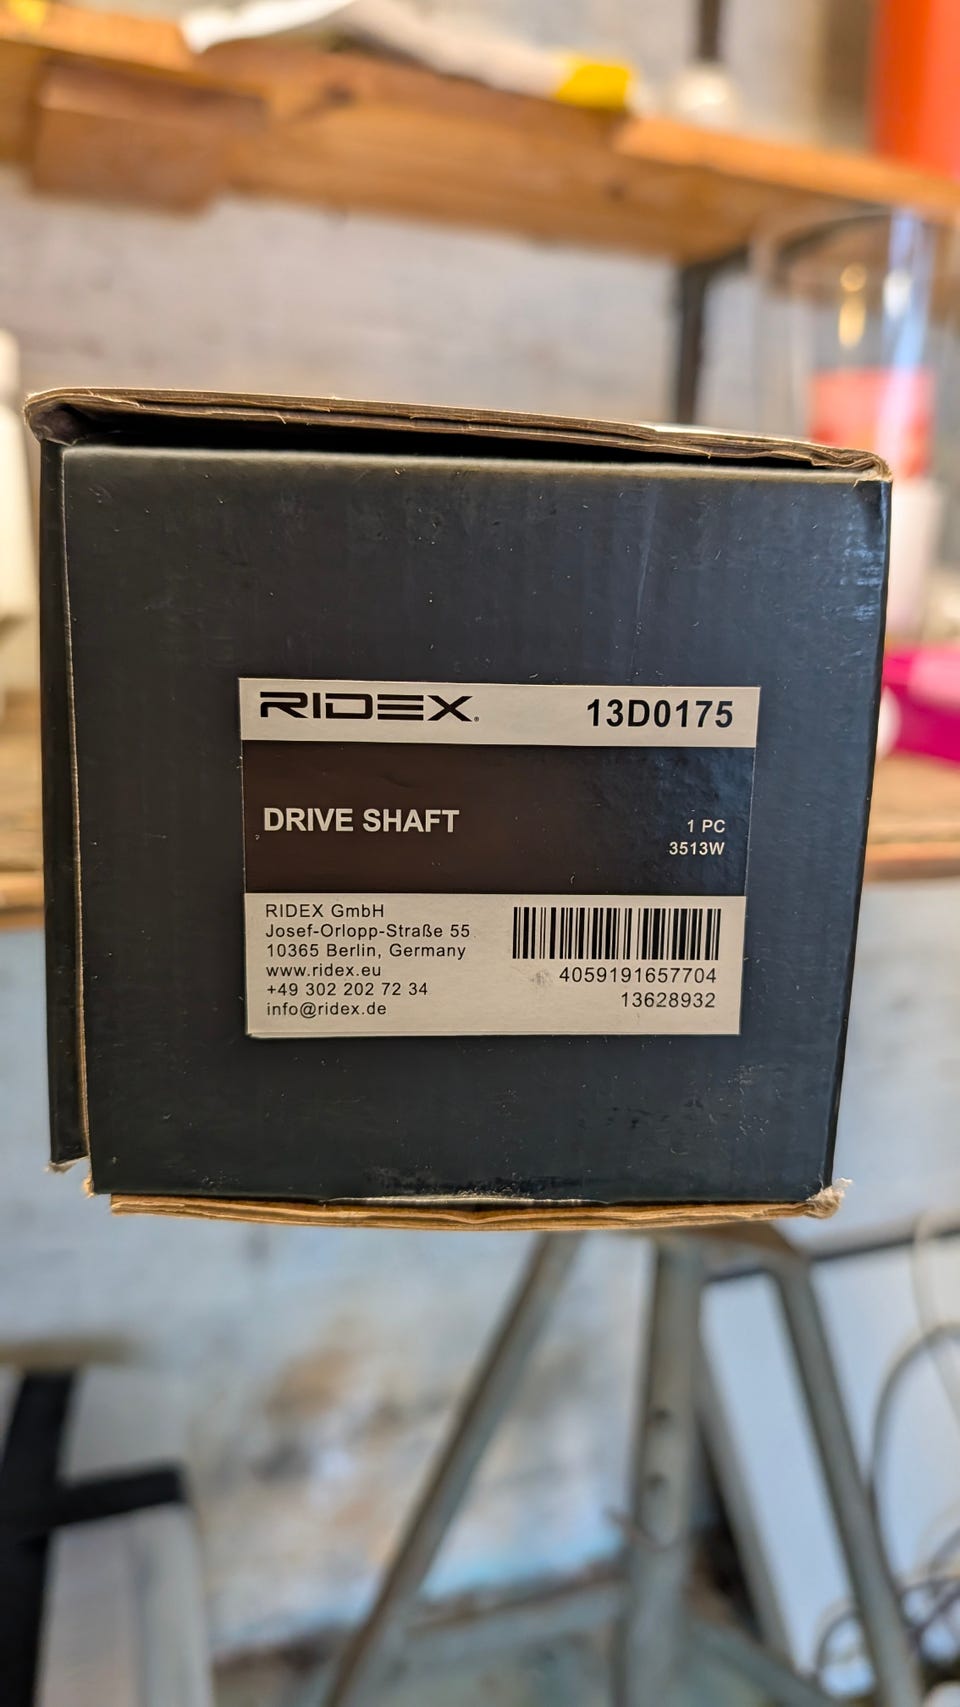 RIDEX 13D0175
DRIVE SHAFT
1 PC
3513W
RIDEX GmbH
Josef-Orlopp-Straße 55
10365 Berlin, Germany
www.ridex.eu
+49 302 202 72 34
info@ridex.de
4059191657704
13628932